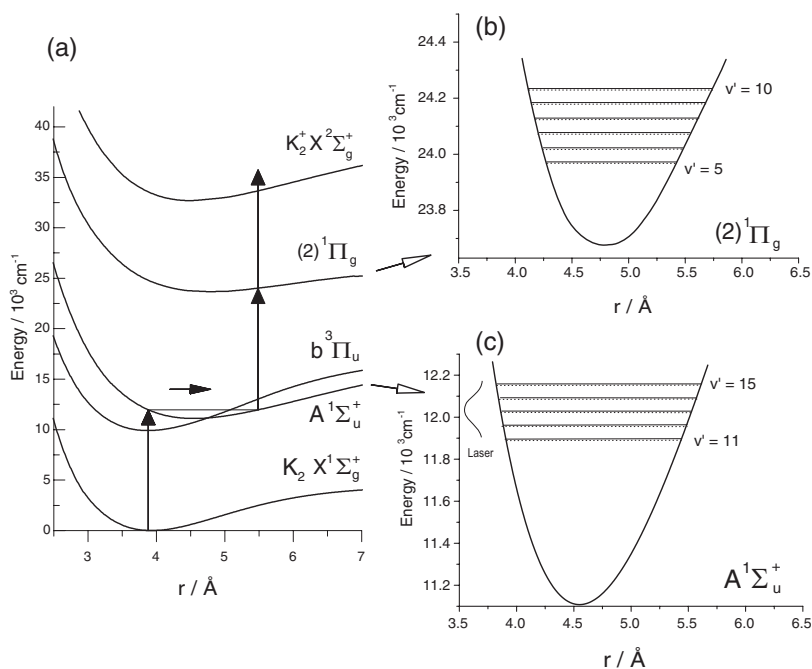 (a)
40
35
30
25
20
15
10
5
0
Energy / 10³cm⁻¹
3 4 5 6 7
r / Å
K₂⁺X²Σg⁺
(2)¹Πg
b³Πu
A¹Σu⁺
K₂ X¹Σg⁺
(b)
24.4
24.2
24.0
23.8
Energy / 10³cm⁻¹
v' = 10
v' = 5
(2)¹Πg
3.5 4.0 4.5 5.0 5.5 6.0 6.5
r / Å
(c)
12.2
12.0
11.8
11.6
11.4
11.2
Energy / 10³cm⁻¹
Laser
v' = 15
v' = 11
A¹Σu⁺
3.5 4.0 4.5 5.0 5.5 6.0 6.5
r / Å